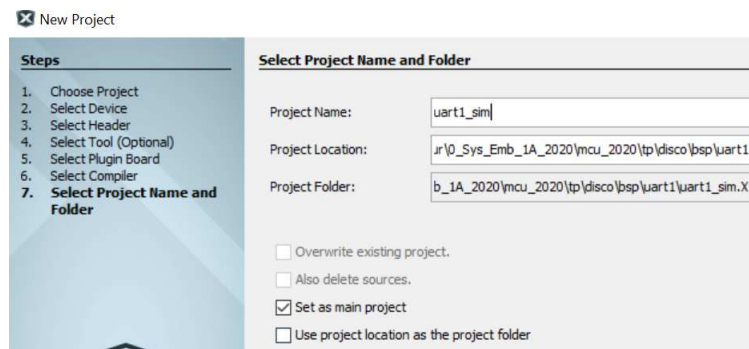 New Project
Steps
1. Choose Project
2. Select Device
3. Select Header
4. Select Tool (Optional)
5. Select Plugin Board
6. Select Compiler
7. Select Project Name and
Folder
Select Project Name and Folder
Project Name: uart1_sim
Project Location: ur\0_Sys_Emb_1A_2020\mcu_2020\tp\disco\bsp\uart1
Project Folder: b_1A_2020\mcu_2020\tp\disco\bsp\uart1\uart1_sim.X
Overwrite existing project.
Also delete sources.
Set as main project
Use project location as the project folder